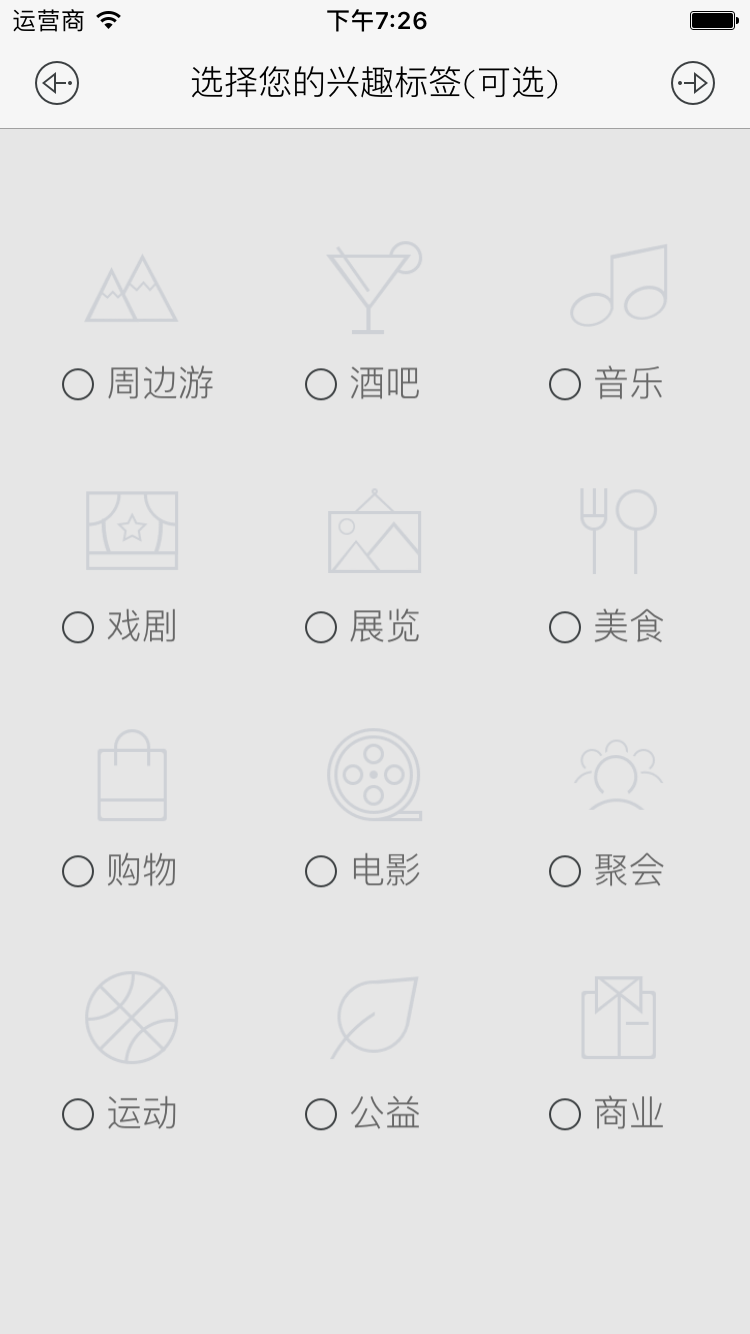 运营商 下午7:26
选择您的兴趣标签(可选)
周边游 酒吧 音乐
戏剧 展览 美食
购物 电影 聚会
运动 公益 商业